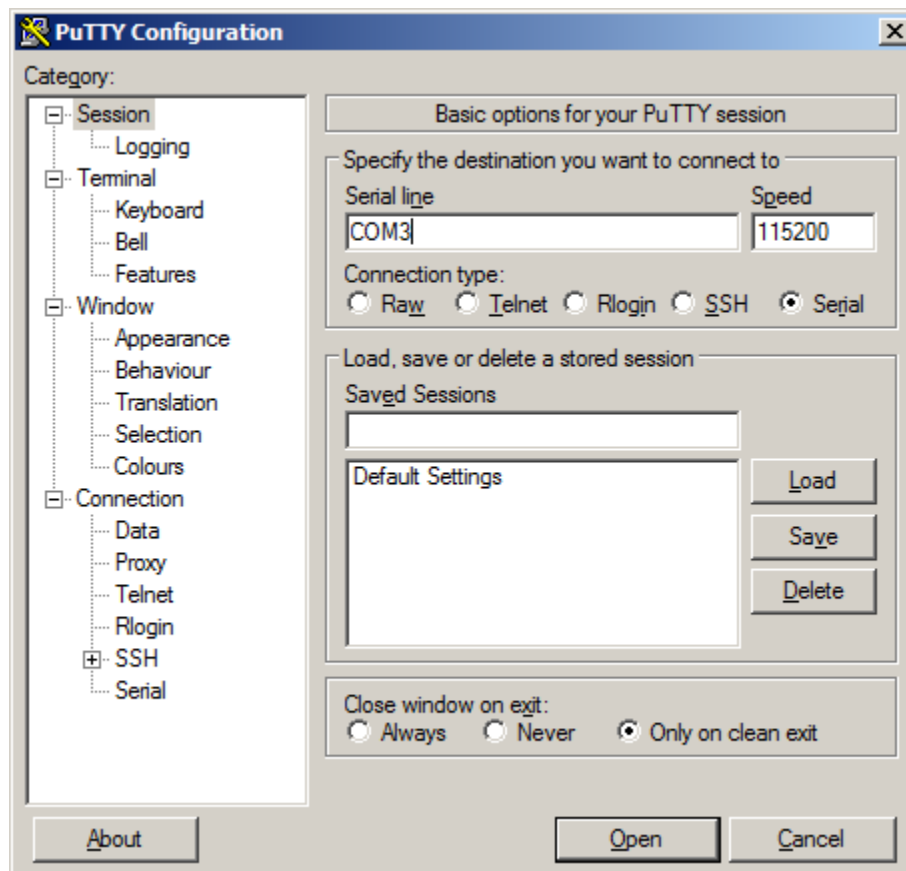 PuTTY Configuration
Category:
Session
Logging
Terminal
Keyboard
Bell
Features
Window
Appearance
Behaviour
Translation
Selection
Colours
Connection
Data
Proxy
Telnet
Rlogin
SSH
Serial
Basic options for your PuTTY session
Specify the destination you want to connect to
Serial line Speed
COM3 115200
Connection type:
Raw Telnet Rlogin SSH Serial
Load, save or delete a stored session
Saved Sessions
Default Settings
Load
Save
Delete
Close window on exit:
Always Never Only on clean exit
About Open Cancel